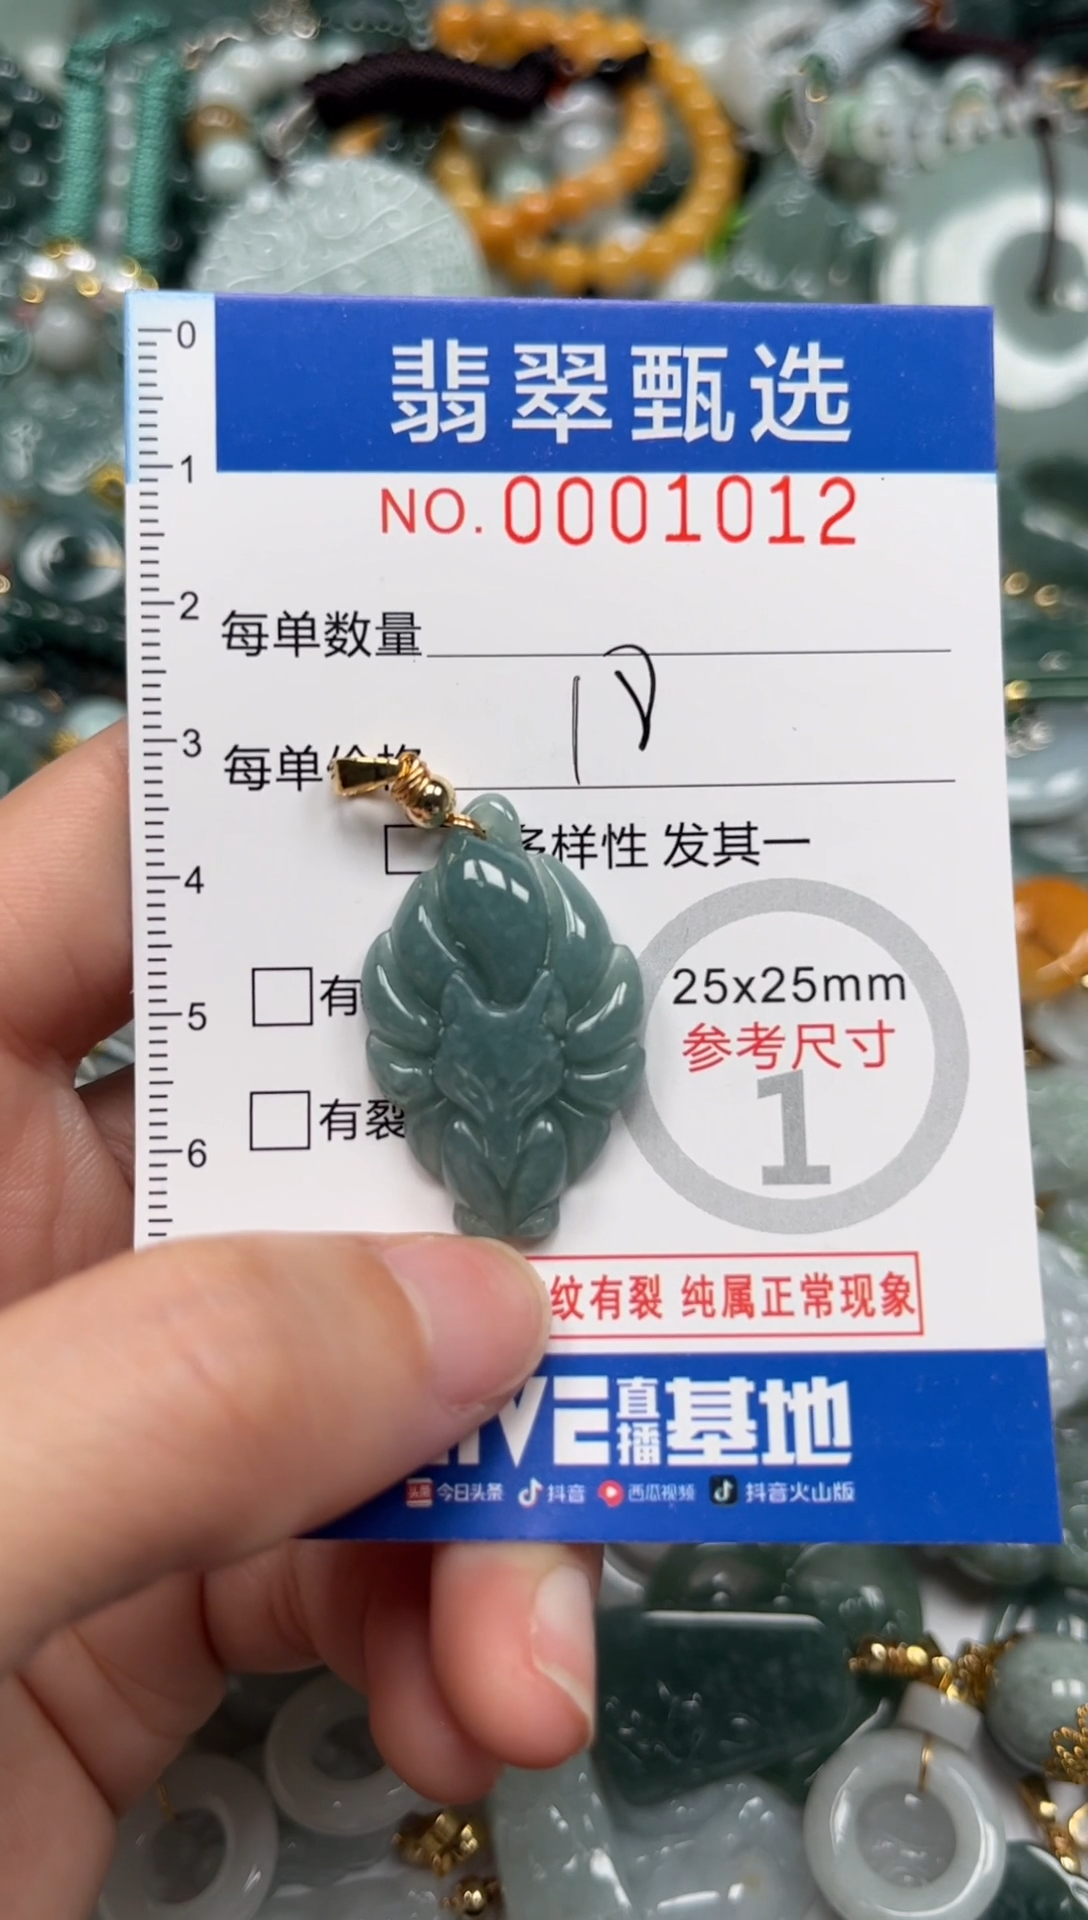 翡翠甄选
NO.0001012
每单数量
每单
多样性 发其一
有
25x25mm
参考尺寸
1
有裂
纹有裂 纯属正常现象
直播基地
今日头条 抖音 西瓜视频 抖音火山版
0
1
2
3
4
5
6